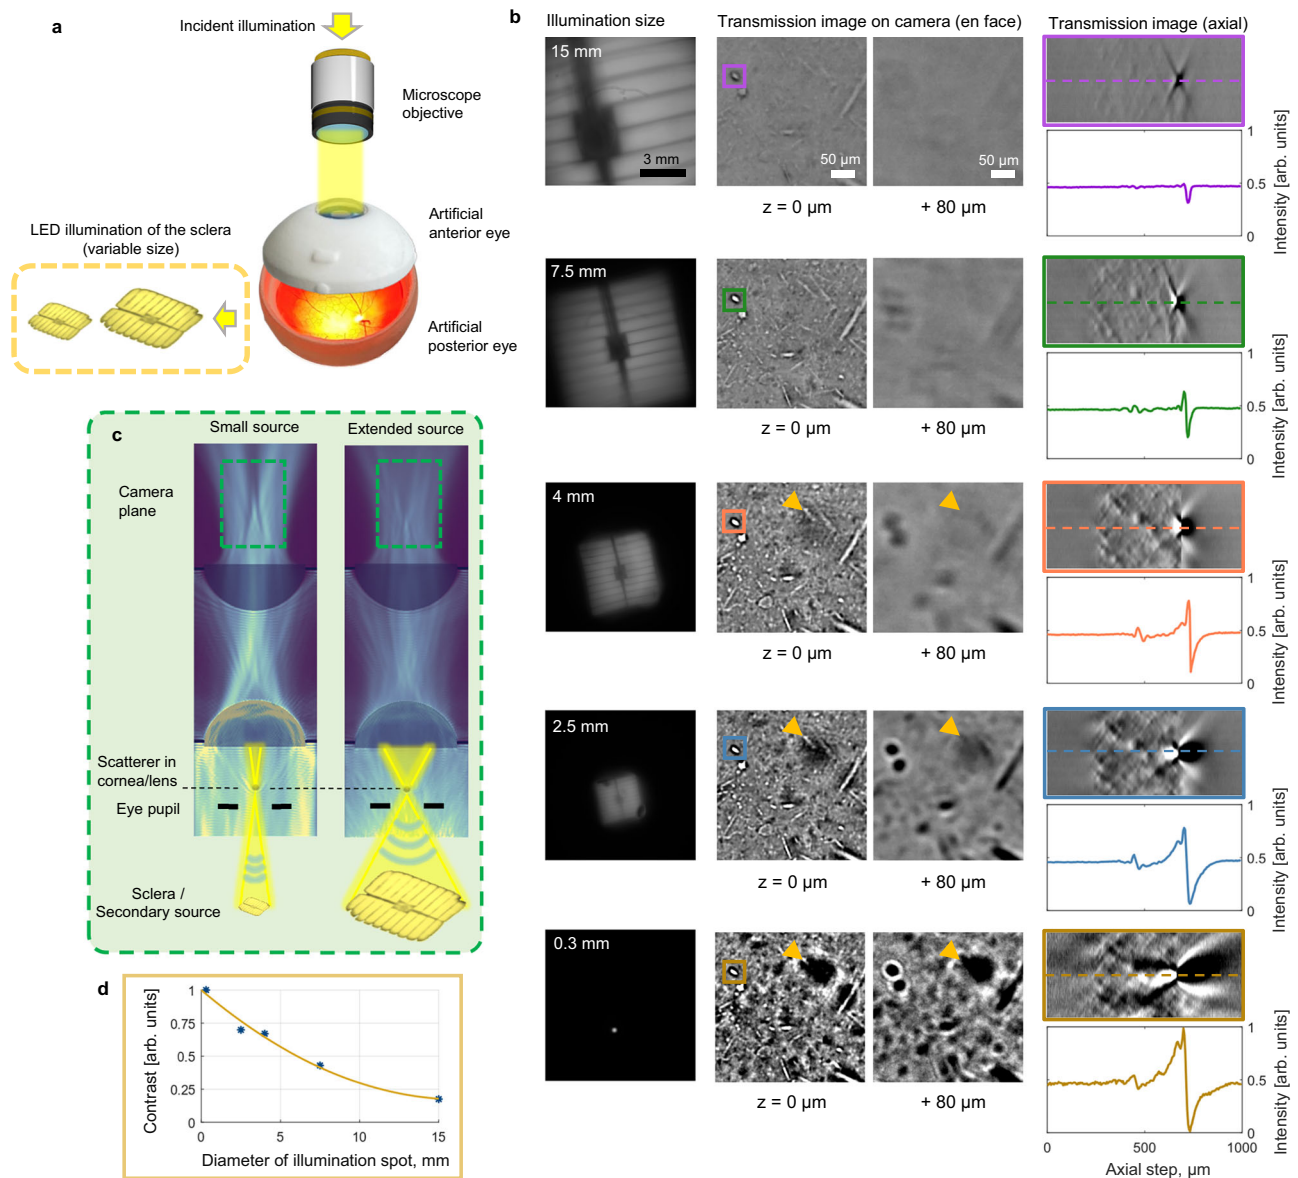 a
Incident illumination
Microscope
objective
Artificial
anterior eye
LED illumination of the sclera
(variable size)
Artificial
posterior eye
b
Illumination size
Transmission image on camera (en face)
Transmission image (axial)
15 mm
3 mm
50 µm
50 µm
z = 0 µm
+ 80 µm
1
0.5
0
Intensity [arb. units]
7.5 mm
z = 0 µm
+ 80 µm
1
0.5
0
Intensity [arb. units]
4 mm
z = 0 µm
+ 80 µm
1
0.5
0
Intensity [arb. units]
2.5 mm
z = 0 µm
+ 80 µm
1
0.5
0
Intensity [arb. units]
0.3 mm
z = 0 µm
+ 80 µm
1
0.5
0
Intensity [arb. units]
0
500
1000
Axial step, µm
c
Small source
Extended source
Camera
plane
Scatterer in
cornea/lens
Eye pupil
Sclera /
Secondary source
d
Contrast [arb. units]
1
0.75
0.5
0.25
0
0
5
10
15
Diameter of illumination spot, mm